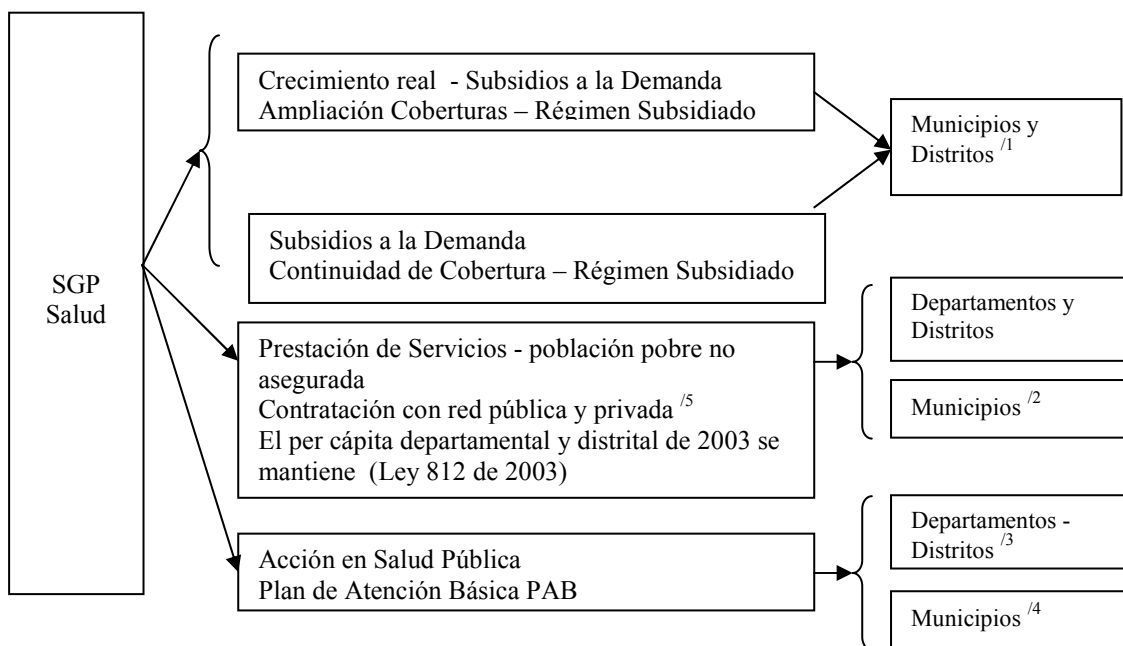 SGP
Salud
Crecimiento real - Subsidios a la Demanda
Ampliación Coberturas – Régimen Subsidiado
Subsidios a la Demanda
Continuidad de Cobertura – Régimen Subsidiado
Prestación de Servicios - población pobre no
asegurada
Contratación con red pública y privada /5
El per cápita departamental y distrital de 2003 se
mantiene (Ley 812 de 2003)
Acción en Salud Pública
Plan de Atención Básica PAB
Municipios y
Distritos /1
Departamentos y
Distritos
Municipios /2
Departamentos -
Distritos /3
Municipios /4